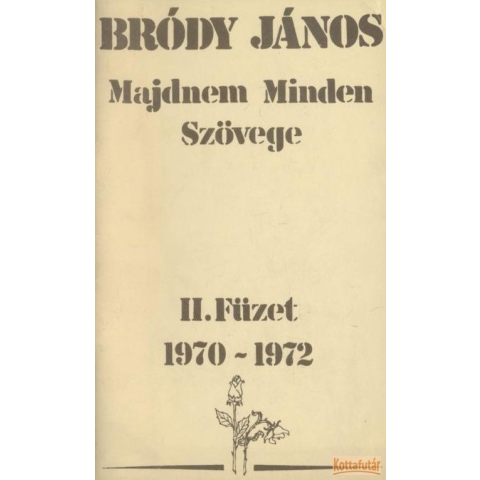 BRÓDY JÁNOS
Majdnem Minden
Szövege
II. Füzet
1970 ~ 1972
Kottafutár